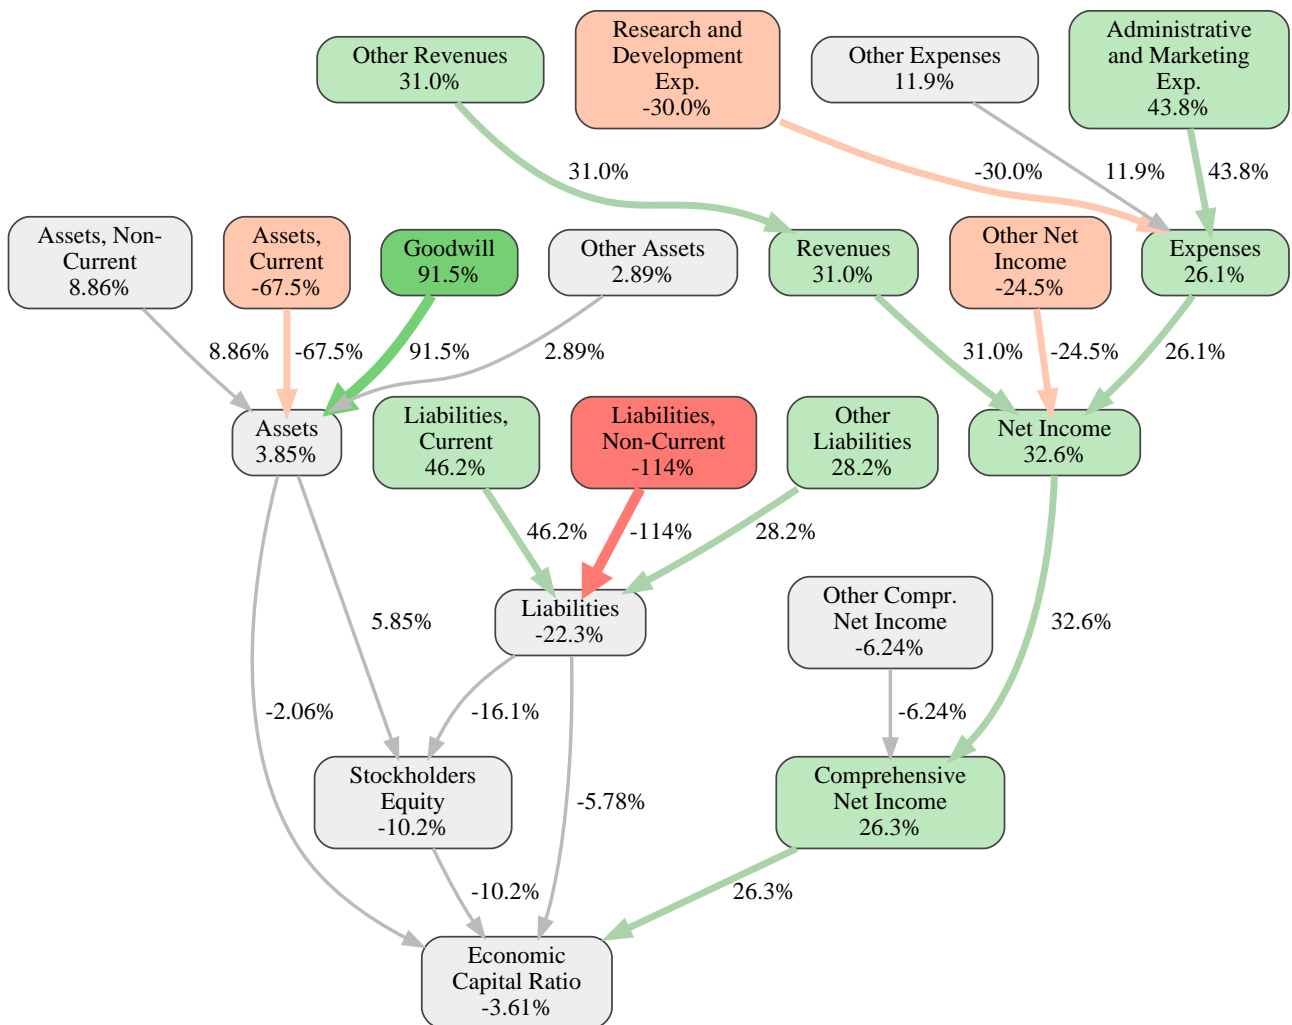 Other Revenues
31.0%
Research and
Development
Exp.
-30.0%
Other Expenses
11.9%
Administrative
and Marketing
Exp.
43.8%
31.0%
-30.0%
11.9%
43.8%
Assets, Non-
Current
8.86%
Assets,
Current
-67.5%
Goodwill
91.5%
Other Assets
2.89%
Revenues
31.0%
Other Net
Income
-24.5%
Expenses
26.1%
8.86%
-67.5%
91.5%
2.89%
31.0%
-24.5%
26.1%
Assets
3.85%
Liabilities,
Current
46.2%
Liabilities,
Non-Current
-114%
Other
Liabilities
28.2%
Net Income
32.6%
46.2%
-114%
28.2%
5.85%
Liabilities
-22.3%
Other Compr.
Net Income
-6.24%
32.6%
-2.06%
-16.1%
-6.24%
Stockholders
Equity
-10.2%
-5.78%
Comprehensive
Net Income
26.3%
-10.2%
26.3%
Economic
Capital Ratio
-3.61%